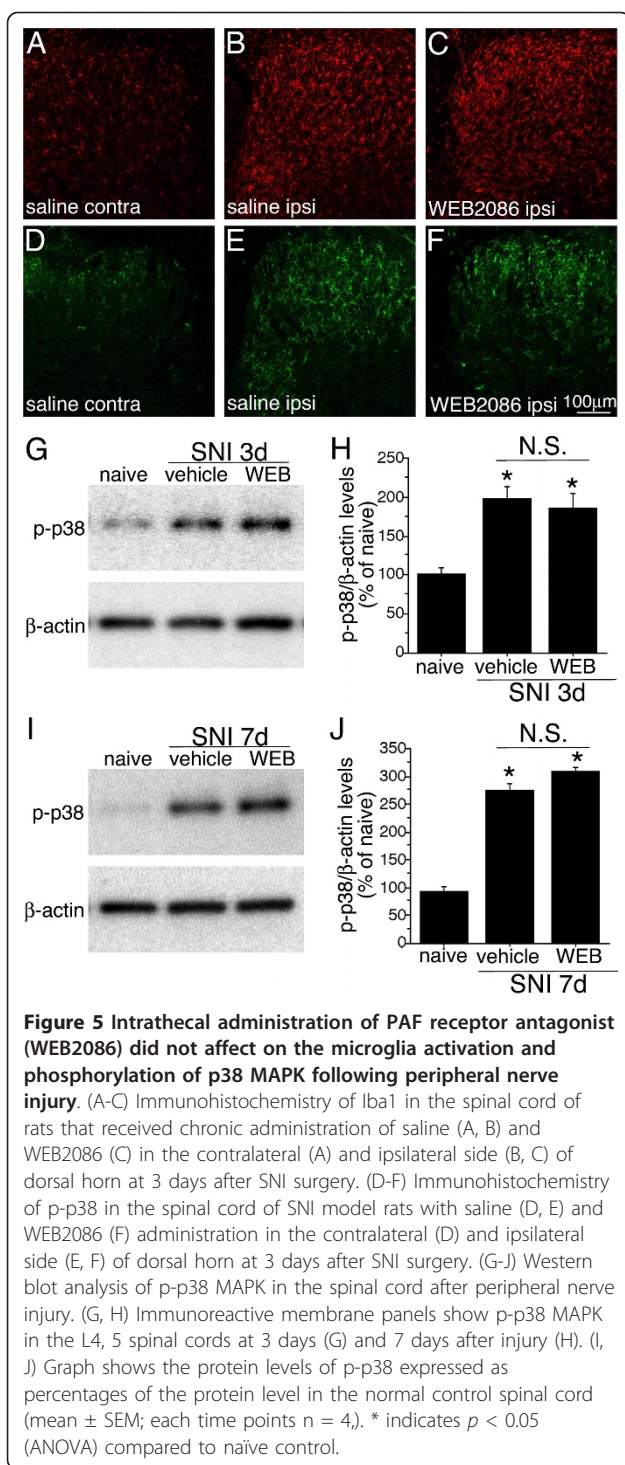 A
B
C
saline contra
saline ipsi
WEB2086 ipsi
D
E
F
saline contra
saline ipsi
WEB2086 ipsi
100µm
G
SNI 3d
naive vehicle WEB
p-p38
β-actin
H
N.S.
* *
p-p38/β-actin levels
(% of naive)
250
200
150
100
50
0
naive vehicle WEB
SNI 3d
I
SNI 7d
naive vehicle WEB
p-p38
β-actin
J
N.S.
* *
p-p38/β-actin levels
(% of naive)
350
300
250
200
150
100
50
0
naive vehicle WEB
SNI 7d
Figure 5 Intrathecal administration of PAF receptor antagonist
(WEB2086) did not affect on the microglia activation and
phosphorylation of p38 MAPK following peripheral nerve
injury. (A-C) Immunohistochemistry of Iba1 in the spinal cord of
rats that received chronic administration of saline (A, B) and
WEB2086 (C) in the contralateral (A) and ipsilateral side (B, C) of
dorsal horn at 3 days after SNI surgery. (D-F) Immunohistochemistry
of p-p38 in the spinal cord of SNI model rats with saline (D, E) and
WEB2086 (F) administration in the contralateral (D) and ipsilateral
side (E, F) of dorsal horn at 3 days after SNI surgery. (G-J) Western
blot analysis of p-p38 MAPK in the spinal cord after peripheral nerve
injury. (G, H) Immunoreactive membrane panels show p-p38 MAPK
in the L4, 5 spinal cords at 3 days (G) and 7 days after injury (H). (I,
J) Graph shows the protein levels of p-p38 expressed as
percentages of the protein level in the normal control spinal cord
(mean ± SEM; each time points n = 4,). * indicates p < 0.05
(ANOVA) compared to naïve control.